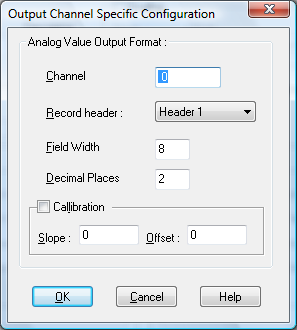 Output Channel Specific Configuration
Analog Value Output Format :
Channel 0
Record header : Header 1
Field Width 8
Decimal Places 2
Callibration
Slope : 0 Offset : 0
OK Cancel Help